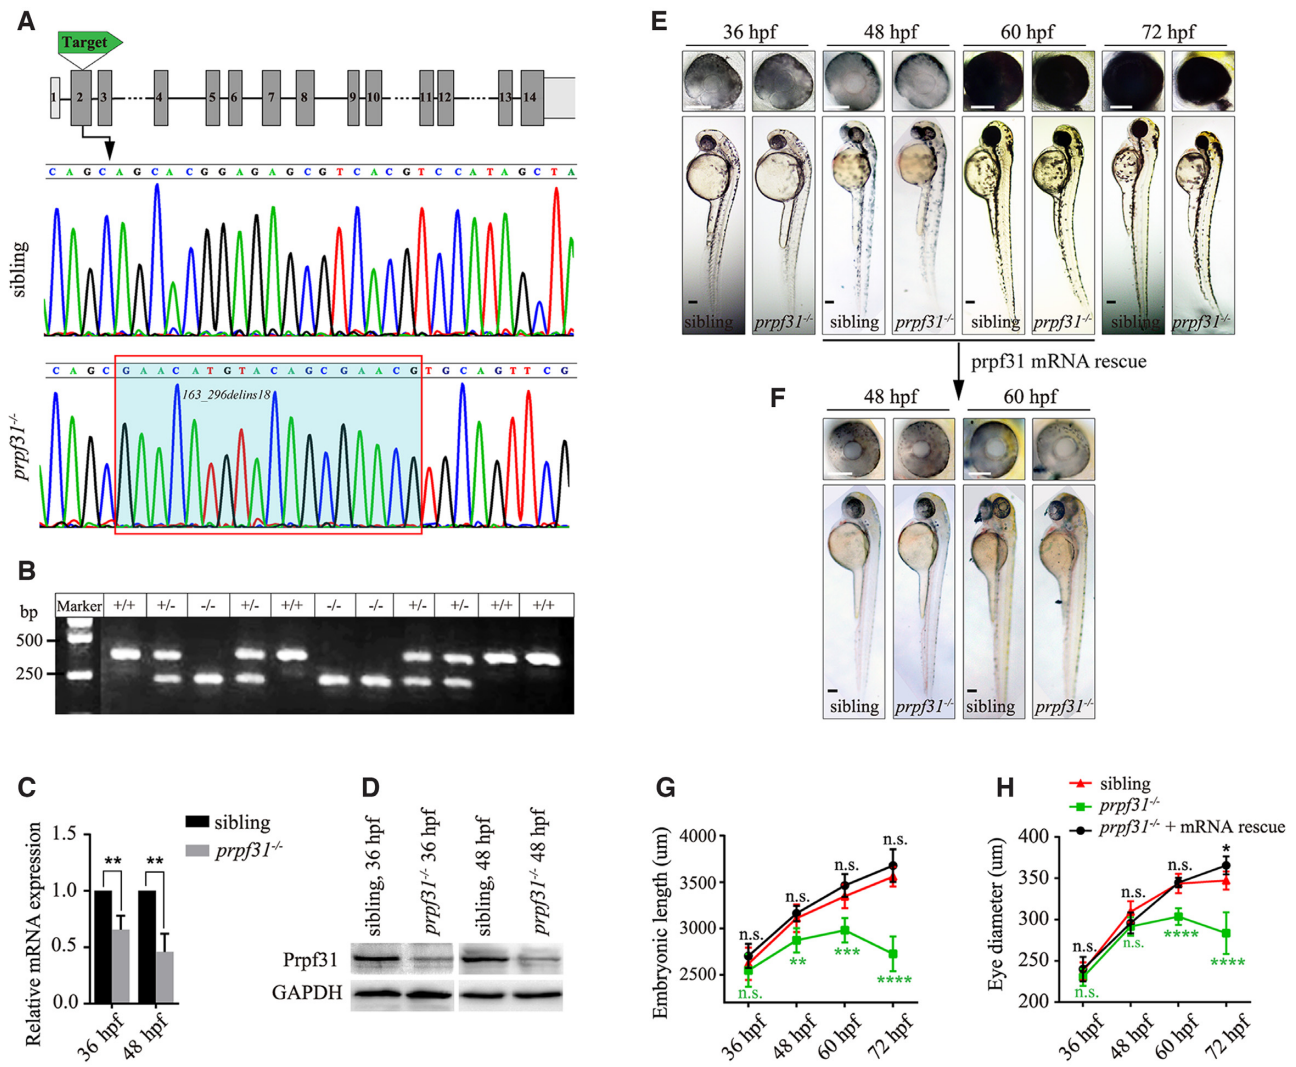 A
Target
1 2 3 4 5 6 7 8 9 10 11 12 13 14
C A G C A G C A C G G A G A G C G T C A C G T C C A T A G C T A
sibling
C A G C G A A C A T G T A C A G C G A A C G T G C A G T T C G
163_296delins18
prpf31-/-
B
bp Marker +/+ +/- -/- +/- +/+ -/- -/- +/- +/- +/+ +/+
500
250
C
sibling
prpf31-/-
Relative mRNA expression
1.5
1.0
0.5
0.0
** **
36 hpf 48 hpf
D
sibling, 36 hpf
prpf31-/- 36 hpf
sibling, 48 hpf
prpf31-/- 48 hpf
Prpf31
GAPDH
E
36 hpf 48 hpf 60 hpf 72 hpf
sibling prpf31-/- sibling prpf31-/- sibling prpf31-/- sibling prpf31-/-
prpf31 mRNA rescue
F
48 hpf 60 hpf
sibling prpf31-/- sibling prpf31-/-
G
Embryonic length (um)
4000
3500
3000
2500
n.s. n.s. n.s. n.s.
n.s. ** *** ****
36 hpf 48 hpf 60 hpf 72 hpf
H
sibling
prpf31-/-
prpf31-/- + mRNA rescue
Eye diameter (um)
400
350
300
250
200
n.s. n.s. n.s. *
n.s. n.s. **** ****
36 hpf 48 hpf 60 hpf 72 hpf